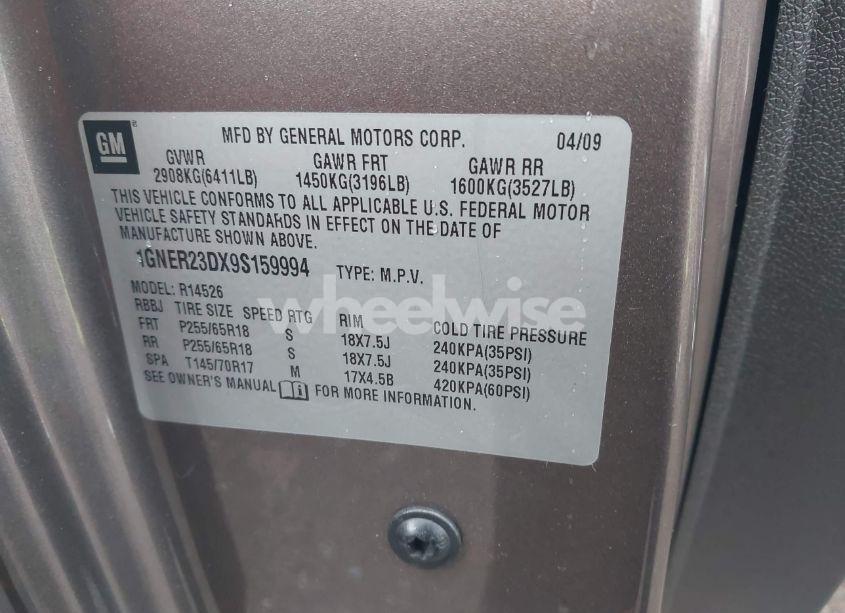 GM
MFD BY GENERAL MOTORS CORP. 04/09
GVWR GAWR FRT GAWR RR
2908KG(6411LB) 1450KG(3196LB) 1600KG(3527LB)
THIS VEHICLE CONFORMS TO ALL APPLICABLE U.S. FEDERAL MOTOR
VEHICLE SAFETY STANDARDS IN EFFECT ON THE DATE OF
MANUFACTURE SHOWN ABOVE.
1GNER23DX9S159994 TYPE: M.P.V.
MODEL: R14526
RBBJ TIRE SIZE SPEED RTG RIM COLD TIRE PRESSURE
FRT P255/65R18 S 18X7.5J 240KPA(35PSI)
RR P255/65R18 S 18X7.5J 240KPA(35PSI)
SPA T145/70R17 M 17X4.5B 420KPA(60PSI)
SEE OWNER'S MANUAL FOR MORE INFORMATION.
wheelwise